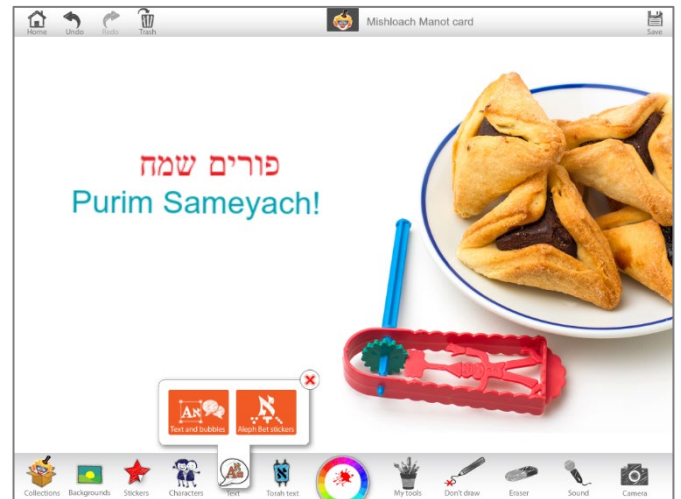 Home
Undo
Redo
Trash
Mishloach Manot card
Save
פורים שמח
Purim Sameyach!
Text and bubbles
Aleph Bet stickers
Collections
Backgrounds
Stickers
Characters
Text
Torah text
My tools
Don't draw
Eraser
Sound
Camera